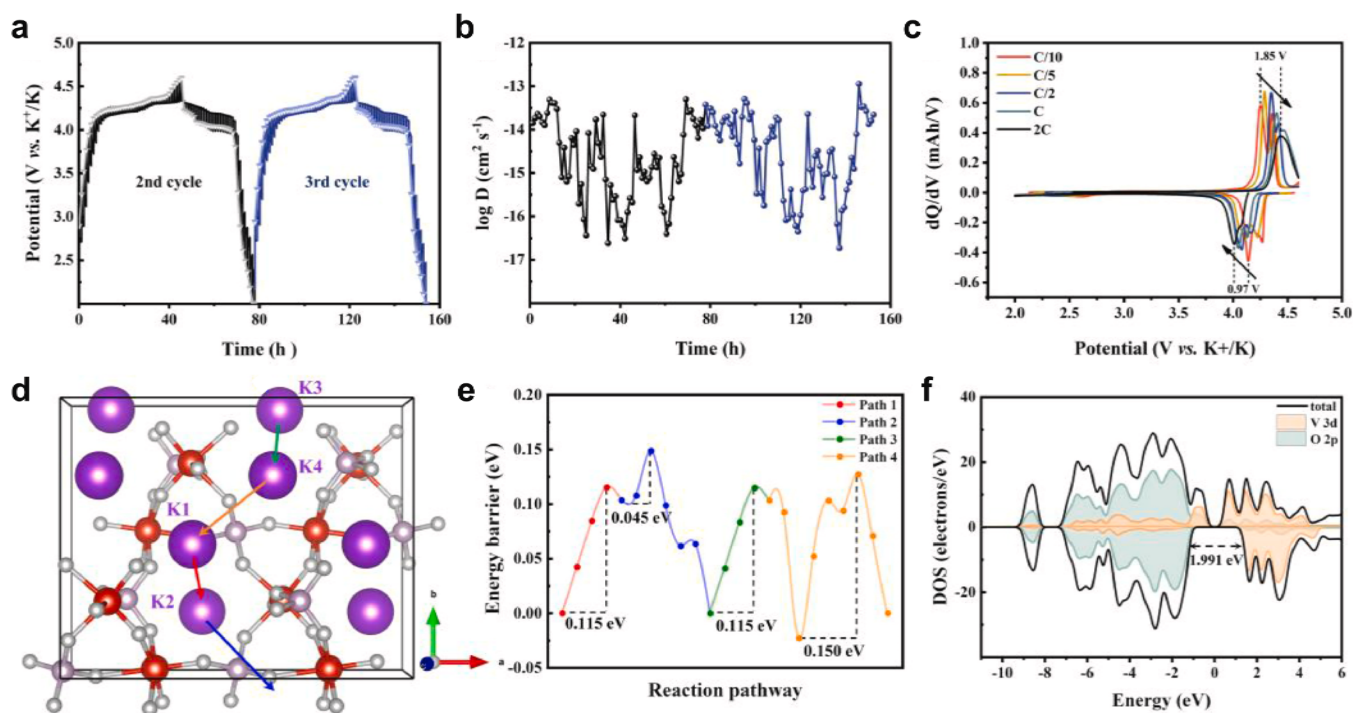 a
Potential (V vs. K⁺/K)
5.0
4.5
4.0
3.5
3.0
2.5
2nd cycle
3rd cycle
0
40
80
120
160
Time (h )
b
log D (cm² s⁻¹)
-12
-13
-14
-15
-16
-17
0
40
80
120
160
Time (h)
c
dQ/dV (mAh/V)
1.0
0.8
0.6
0.4
0.2
0.0
-0.2
-0.4
-0.6
C/10
C/5
C/2
C
2C
1.85 V
0.97 V
2.0
2.5
3.0
3.5
4.0
4.5
5.0
Potential (V vs. K+/K)
d
K3
K4
K1
K2
b
a
e
Energy barrier (eV)
0.20
0.15
0.10
0.05
0.00
-0.05
Path 1
Path 2
Path 3
Path 4
0.045 eV
0.115 eV
0.115 eV
0.150 eV
Reaction pathway
f
DOS (electrons/eV)
40
20
0
-20
total
V 3d
O 2p
1.991 eV
-10
-8
-6
-4
-2
0
2
4
6
Energy (eV)